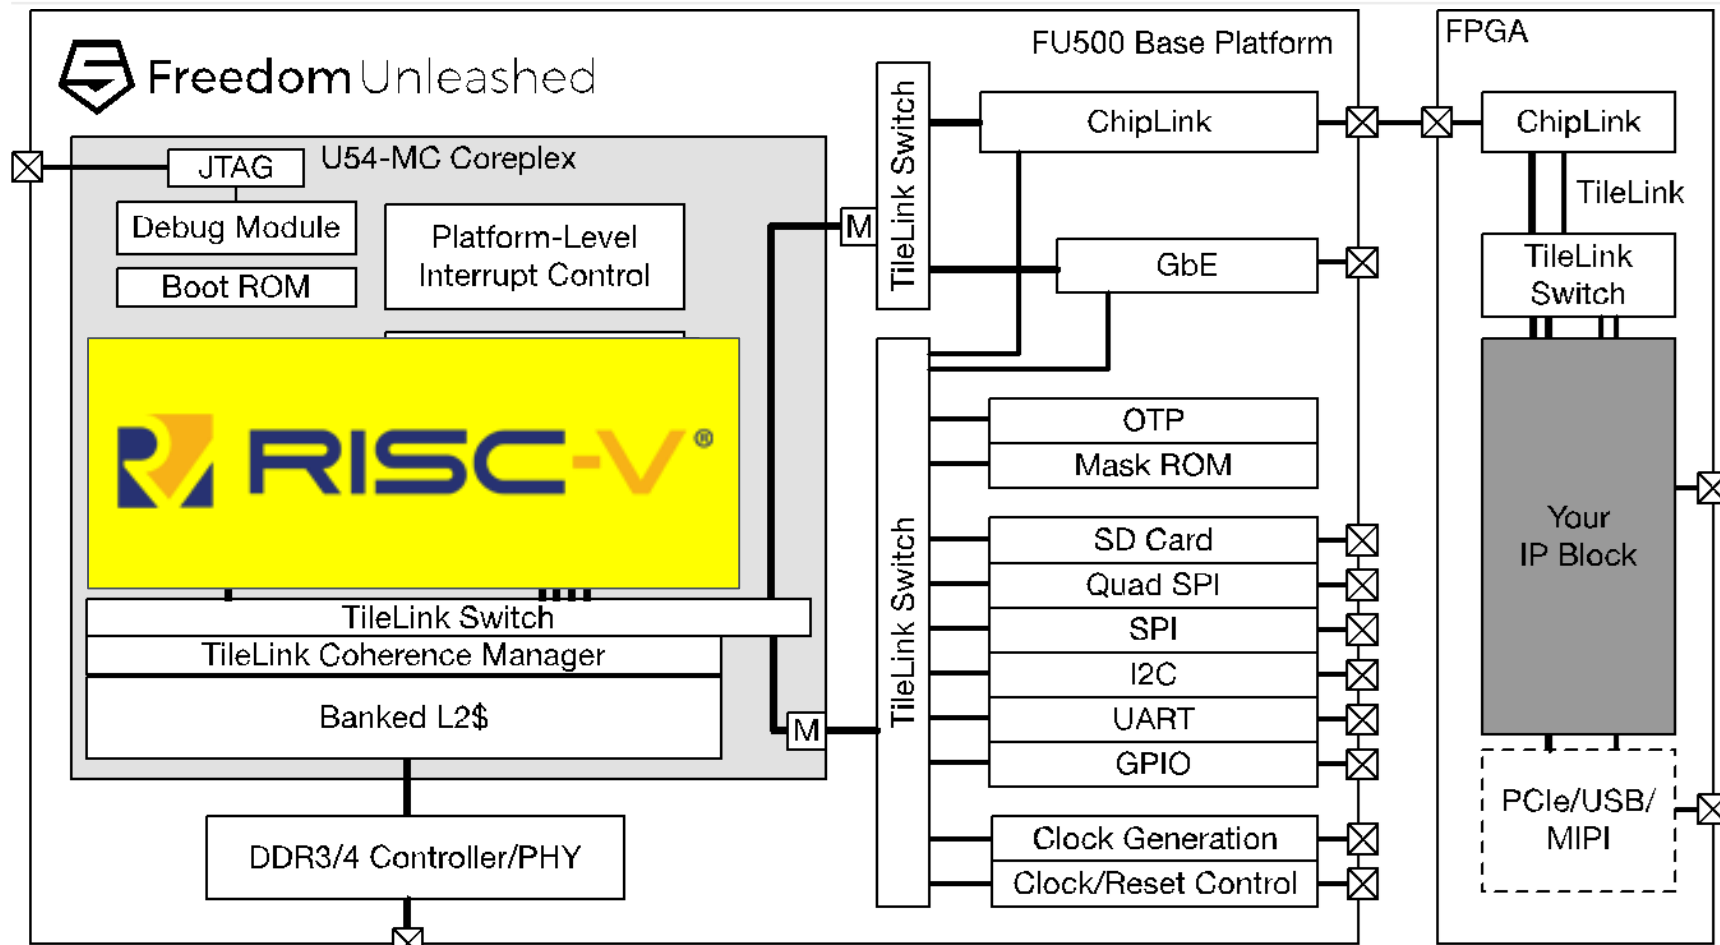 Freedom Unleashed
FU500 Base Platform
U54-MC Coreplex
JTAG
Debug Module
Boot ROM
Platform-Level
Interrupt Control
RISC-V®
TileLink Switch
TileLink Coherence Manager
Banked L2$
DDR3/4 Controller/PHY
M
M
TileLink Switch
TileLink Switch
ChipLink
GbE
OTP
Mask ROM
SD Card
Quad SPI
SPI
I2C
UART
GPIO
Clock Generation
Clock/Reset Control
FPGA
ChipLink
TileLink
TileLink
Switch
Your
IP Block
PCIe/USB/
MIPI